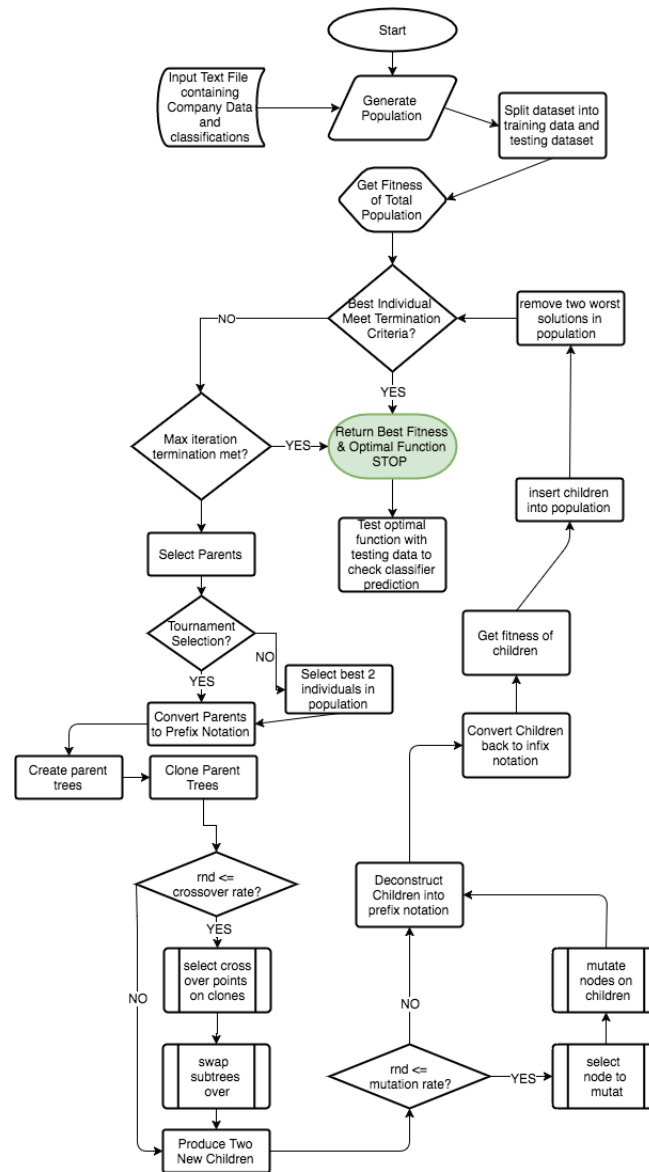 Start
Input Text File
containing
Company Data
and
classifications
Generate
Population
Split dataset into
training data and
testing dataset
Get Fitness
of Total
Population
Best Individual
Meet Termination
Criteria?
remove two worst
solutions in
population
NO
YES
Max iteration
termination met?
YES
Return Best Fitness
& Optimal Function
STOP
insert children
into population
Select Parents
Test optimal
function with
testing data to
check classifier
prediction
Tournament
Selection?
NO
YES
Select best 2
individuals in
population
Get fitness of
children
Convert Parents
to Prefix Notation
Convert Children
back to infix
notation
Create parent
trees
Clone Parent
Trees
rnd <=
crossover rate?
Deconstruct
Children into
prefix notation
YES
NO
select cross
over points
on clones
mutate
nodes on
children
NO
swap
subtrees
over
rnd <=
mutation rate?
YES
select
node to
mutat
Produce Two
New Children